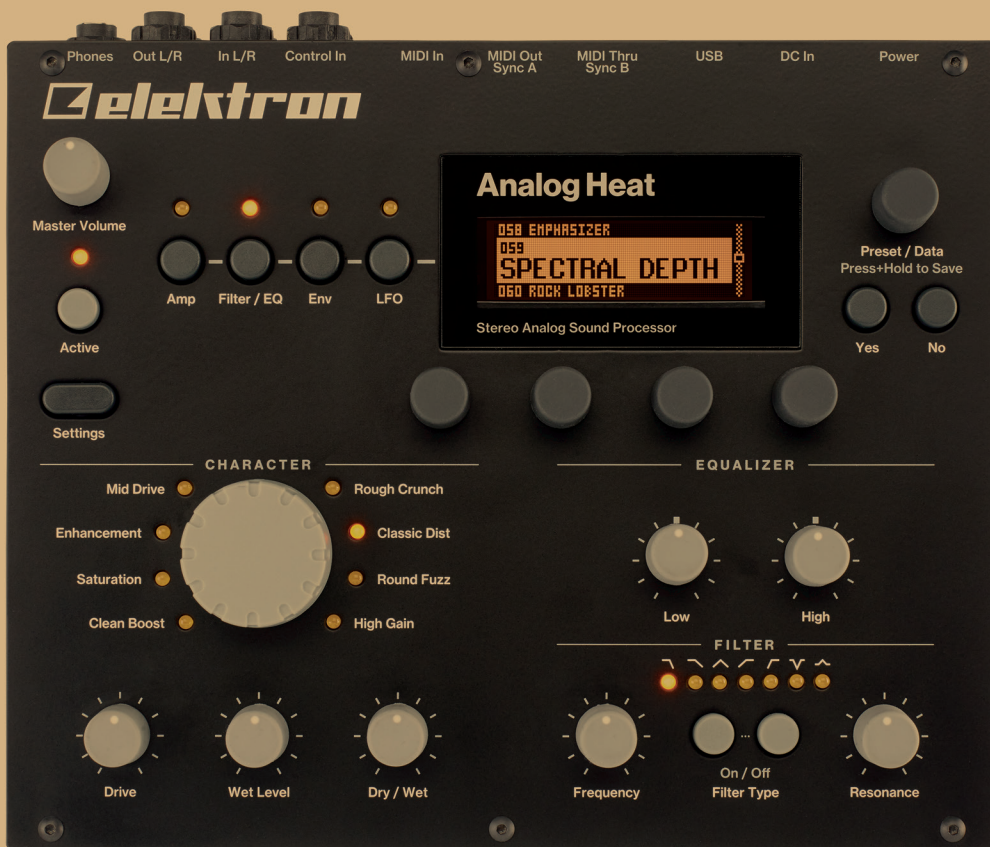 Phones Out L/R In L/R Control In MIDI In MIDI Out MIDI Thru USB DC In Power
Sync A Sync B
elektron
Analog Heat
058 EMPHASIZER
059
SPECTRAL DEPTH
060 ROCK LOBSTER
Stereo Analog Sound Processor
Master Volume
Preset / Data
Press+Hold to Save
Amp Filter / EQ Env LFO
Active
Yes No
Settings
CHARACTER
EQUALIZER
Mid Drive Rough Crunch
Enhancement Classic Dist
Saturation Round Fuzz
Clean Boost High Gain
Low High
FILTER
On / Off
Drive Wet Level Dry / Wet Frequency Filter Type Resonance